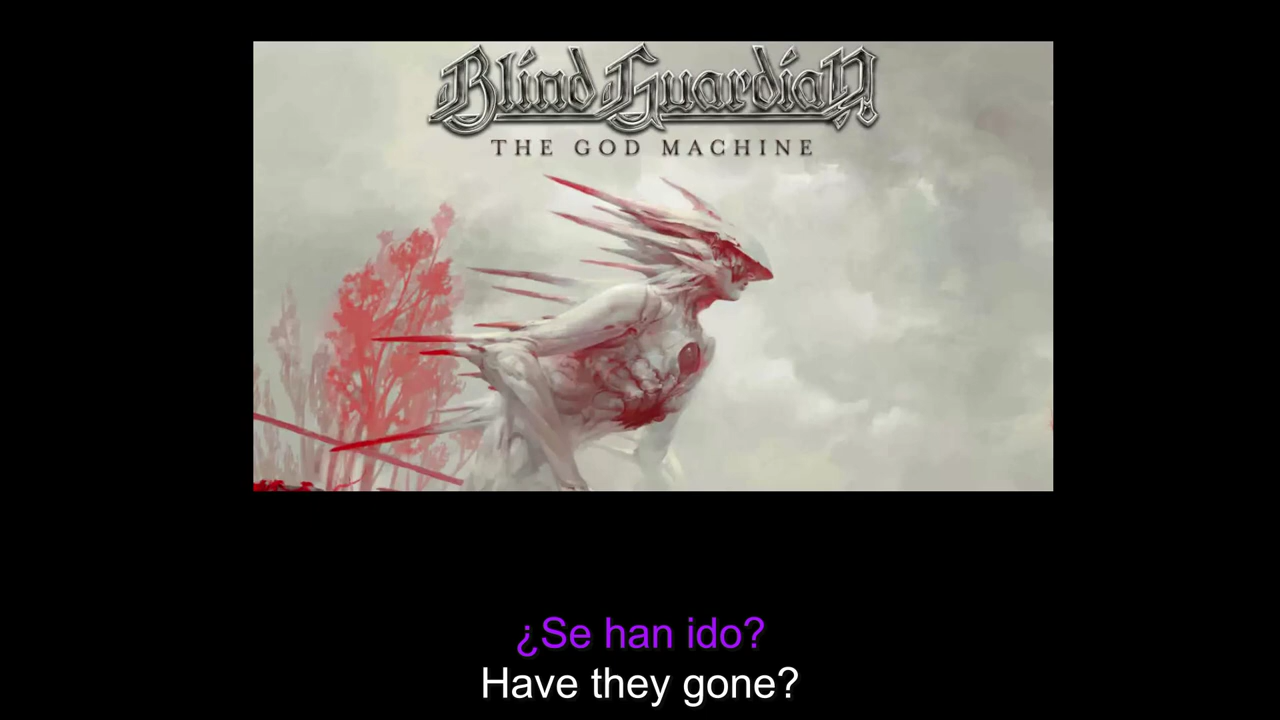 Blind Guardian
THE GOD MACHINE
¿Se han ido?
Have they gone?